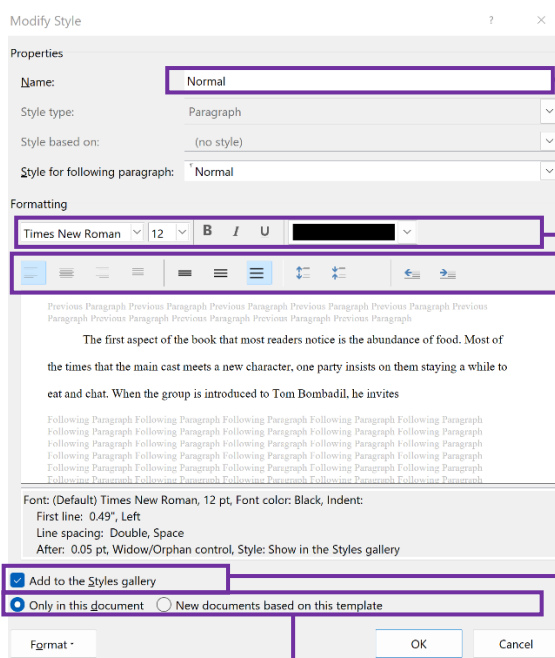 Modify Style ?
Properties
Name: Normal
Style type: Paragraph
Style based on: (no style)
Style for following paragraph: Normal
Formatting
Times New Roman 12 B I U
Previous Paragraph Previous Paragraph Previous Paragraph Previous Paragraph Previous Paragraph Previous
Paragraph Previous Paragraph Previous Paragraph Previous Paragraph Previous Paragraph
The first aspect of the book that most readers notice is the abundance of food. Most of
the times that the main cast meets a new character, one party insists on them staying a while to
eat and chat. When the group is introduced to Tom Bombadil, he invites
Following Paragraph Following Paragraph Following Paragraph Following Paragraph Following Paragraph
Following Paragraph Following Paragraph Following Paragraph Following Paragraph Following Paragraph
Following Paragraph Following Paragraph Following Paragraph Following Paragraph Following Paragraph
Following Paragraph Following Paragraph Following Paragraph Following Paragraph Following Paragraph
Following Paragraph Following Paragraph Following Paragraph Following Paragraph Following Paragraph
Following Paragraph Following Paragraph Following Paragraph Following Paragraph Following Paragraph
Font: (Default) Times New Roman, 12 pt, Font color: Black, Indent:
First line: 0.49", Left
Line spacing: Double, Space
After: 0.05 pt, Widow/Orphan control, Style: Show in the Styles gallery
Add to the Styles gallery
Only in this document New documents based on this template
Format OK Cancel